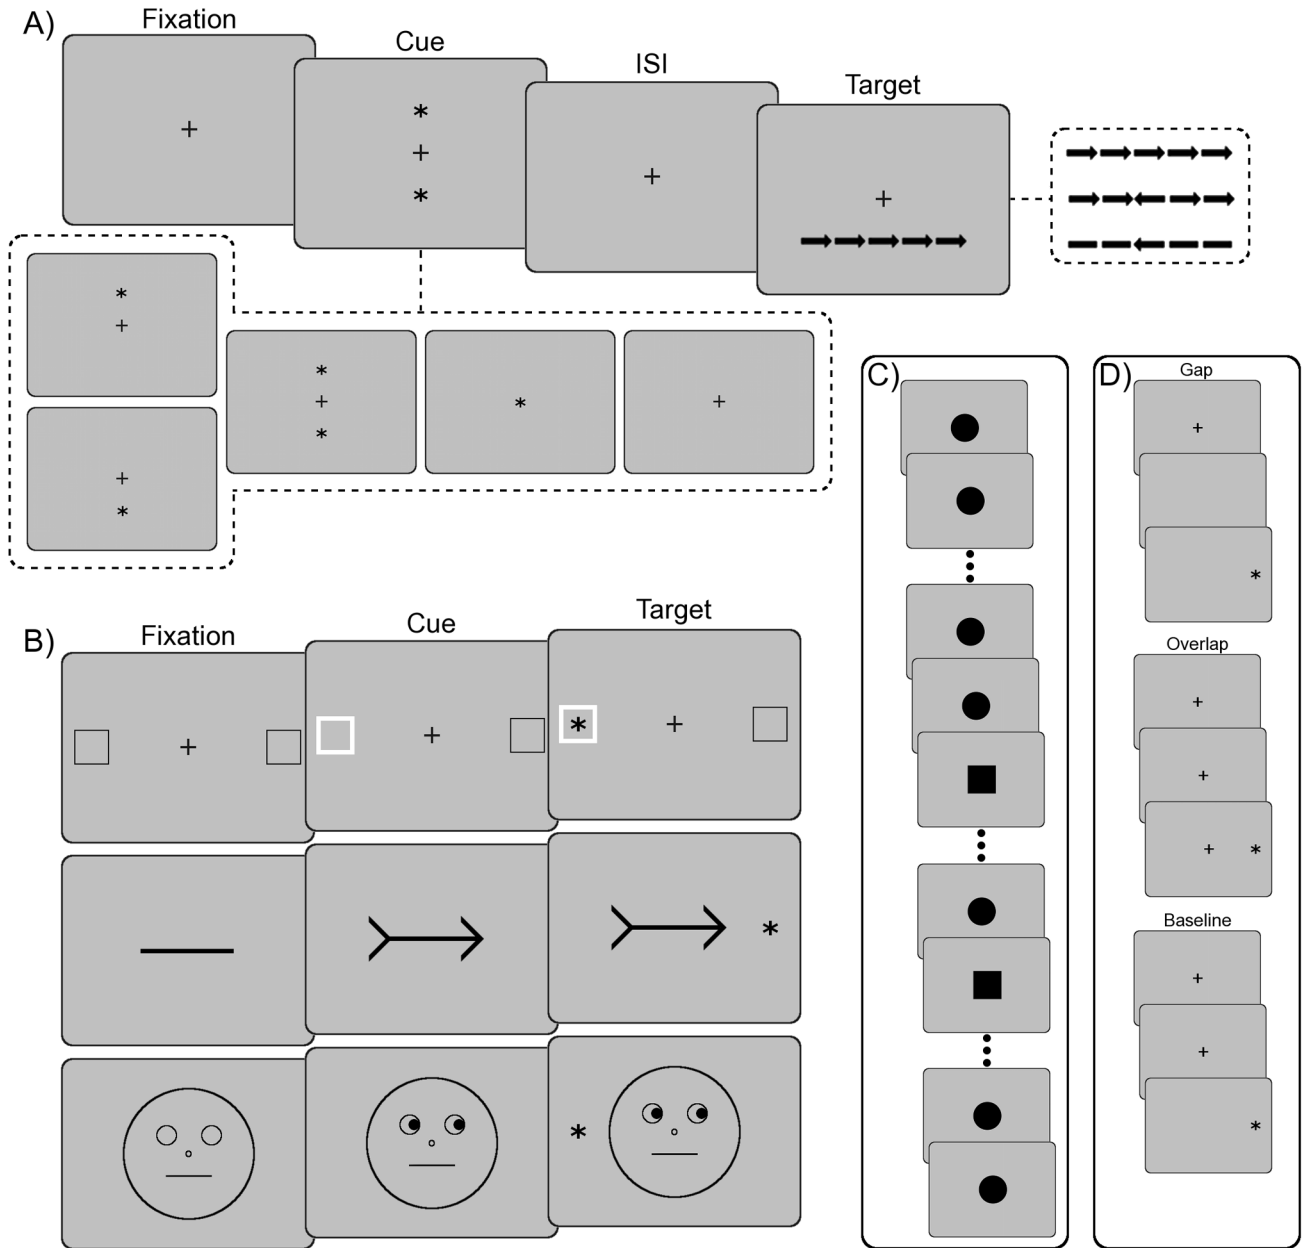 A)
Fixation
Cue
ISI
Target
B)
Fixation
Cue
Target
C)
D)
Gap
Overlap
Baseline